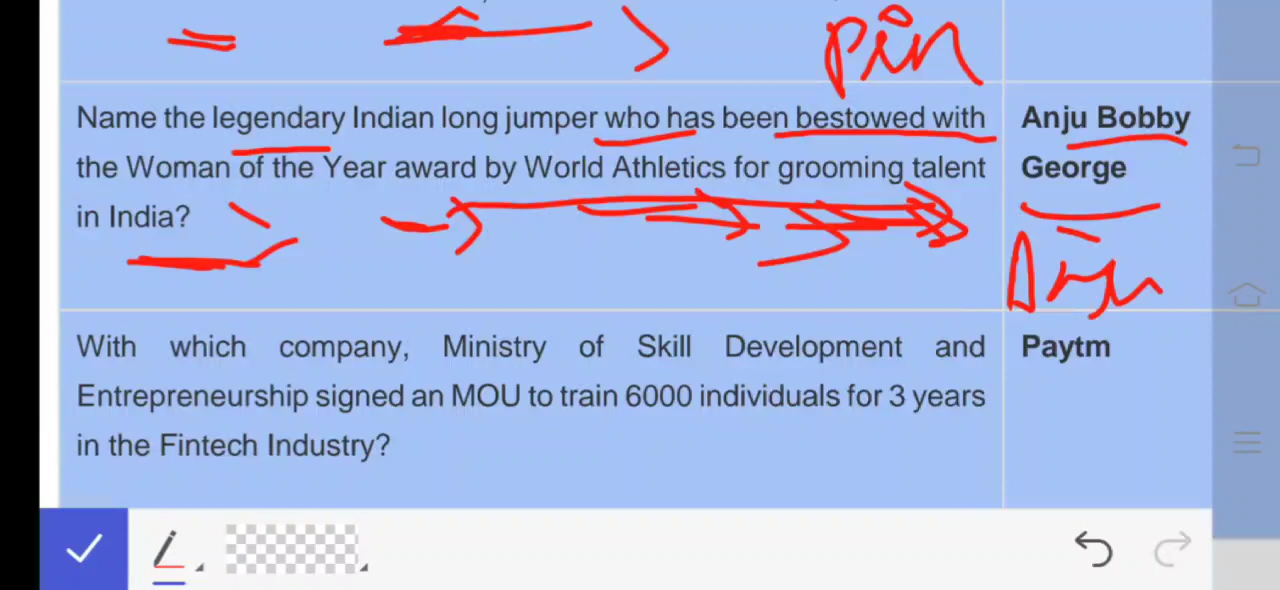 pin
Name the legendary Indian long jumper who has been bestowed with
the Woman of the Year award by World Athletics for grooming talent
in India?
Anju Bobby
George
Anju
With which company, Ministry of Skill Development and
Entrepreneurship signed an MOU to train 6000 individuals for 3 years
in the Fintech Industry?
Paytm